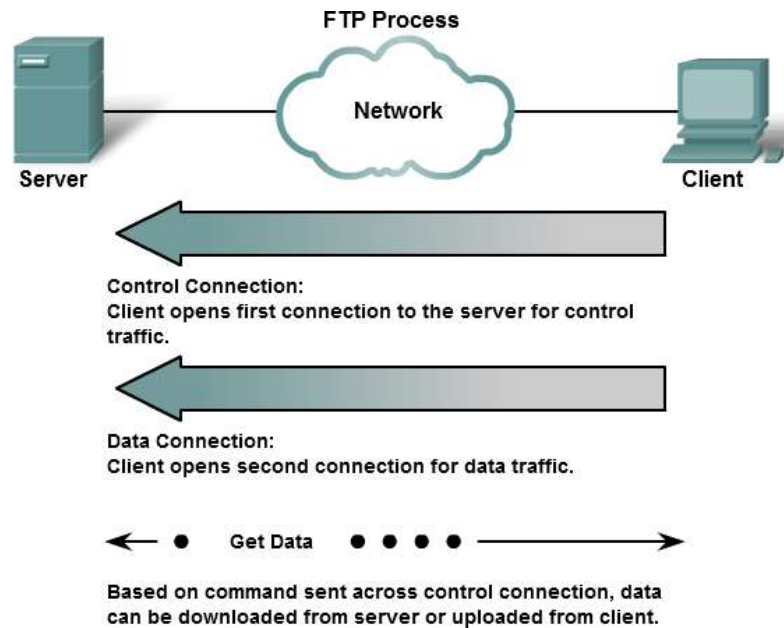 FTP Process
Network
Server
Client
Control Connection:
Client opens first connection to the server for control
traffic.
Data Connection:
Client opens second connection for data traffic.
Get Data
Based on command sent across control connection, data
can be downloaded from server or uploaded from client.